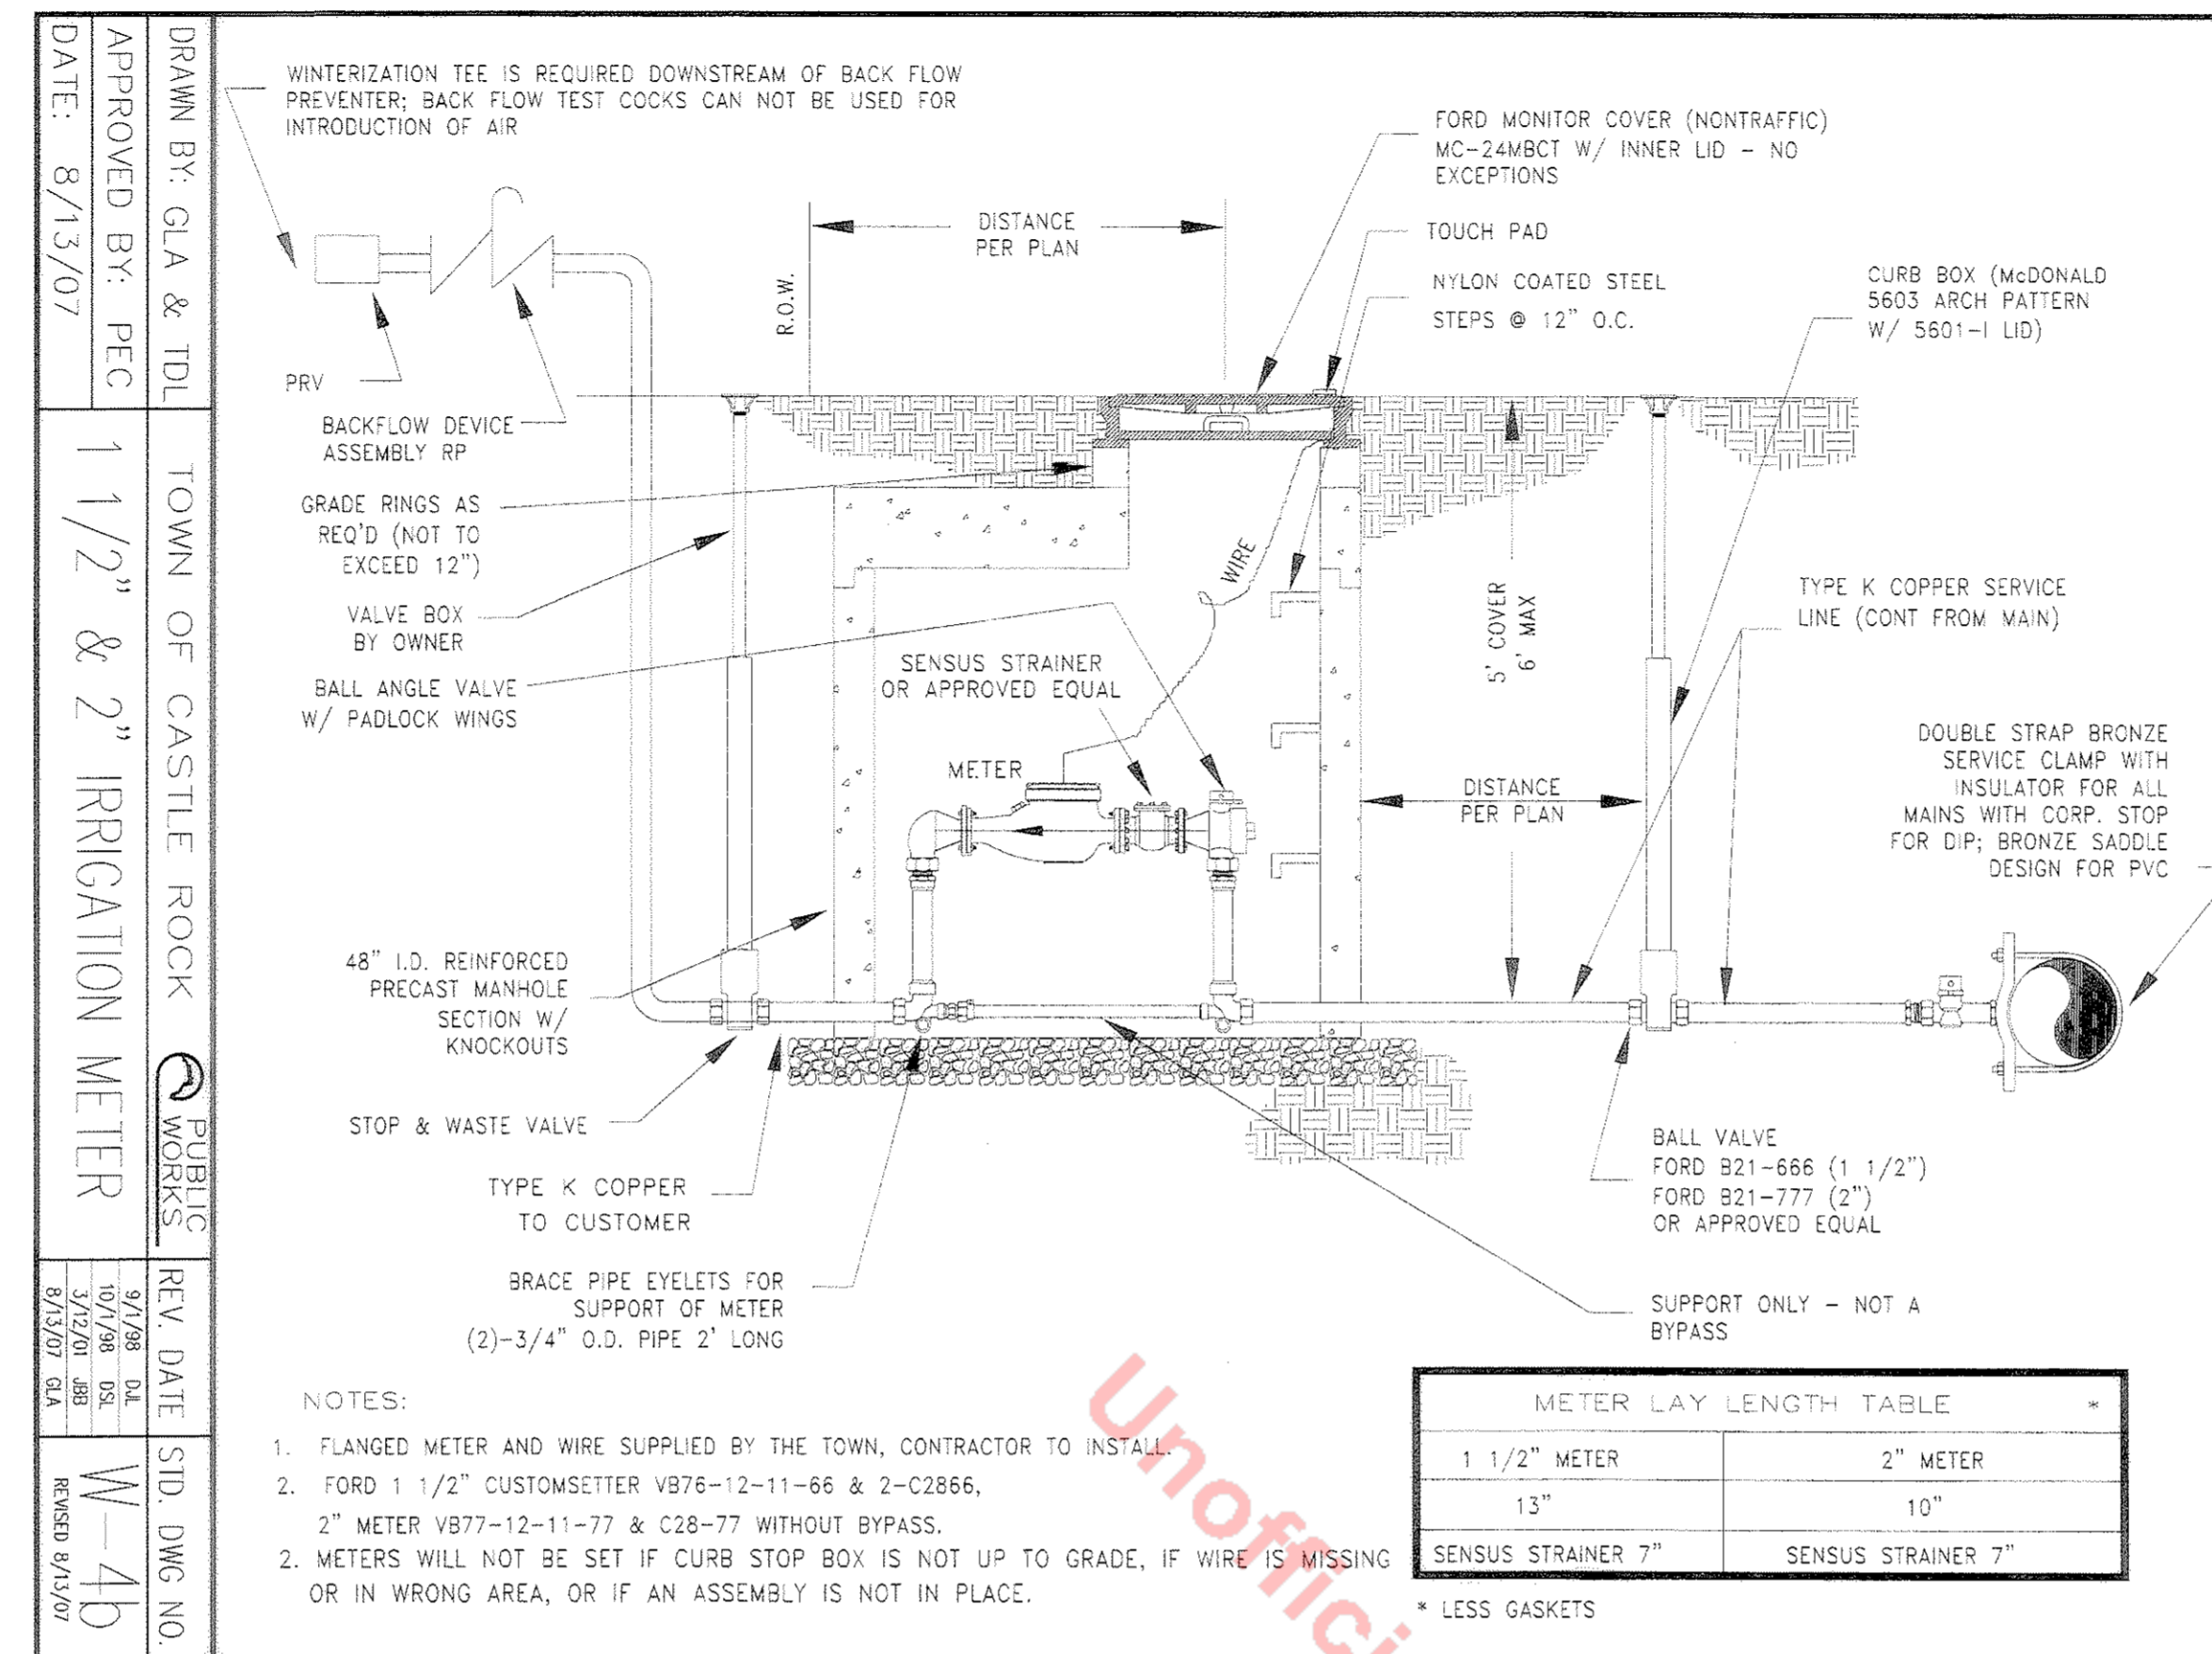 WINTERIZATION TEE IS REQUIRED DOWNSTREAM OF BACK FLOW
PREVENTER; BACK FLOW TEST COCKS CAN NOT BE USED FOR
INTRODUCTION OF AIR
FORD MONITOR COVER (NONTRAFFIC)
MC-24MBCT W/ INNER LID - NO
EXCEPTIONS
DISTANCE
PER PLAN
TOUCH PAD
R.O.W.
NYLON COATED STEEL
STEPS @ 12" O.C.
CURB BOX (McDONALD
5603 ARCH PATTERN
W/ 5601-I LID)
PRV
BACKFLOW DEVICE
ASSEMBLY RP
GRADE RINGS AS
REQ'D (NOT TO
EXCEED 12")
WIRE
VALVE BOX
BY OWNER
5' COVER
6' MAX
TYPE K COPPER SERVICE
LINE (CONT FROM MAIN)
BALL ANGLE VALVE
W/ PADLOCK WINGS
SENSUS STRAINER
OR APPROVED EQUAL
METER
DISTANCE
PER PLAN
DOUBLE STRAP BRONZE
SERVICE CLAMP WITH
INSULATOR FOR ALL
MAINS WITH CORP. STOP
FOR DIP; BRONZE SADDLE
DESIGN FOR PVC
48" I.D. REINFORCED
PRECAST MANHOLE
SECTION W/
KNOCKOUTS
STOP & WASTE VALVE
TYPE K COPPER
TO CUSTOMER
BRACE PIPE EYELETS FOR
SUPPORT OF METER
(2)-3/4" O.D. PIPE 2' LONG
BALL VALVE
FORD B21-666 (1 1/2")
FORD B21-777 (2")
OR APPROVED EQUAL
SUPPORT ONLY - NOT A
BYPASS
NOTES:
1. FLANGED METER AND WIRE SUPPLIED BY THE TOWN, CONTRACTOR TO INSTALL.
2. FORD 1 1/2" CUSTOMSETTER VB76-12-11-66 & 2-C2866,
2" METER VB77-12-11-77 & C28-77 WITHOUT BYPASS.
2. METERS WILL NOT BE SET IF CURB STOP BOX IS NOT UP TO GRADE, IF WIRE IS MISSING
OR IN WRONG AREA, OR IF AN ASSEMBLY IS NOT IN PLACE.
METER LAY LENGTH TABLE *
1 1/2" METER 2" METER
13" 10"
SENSUS STRAINER 7" SENSUS STRAINER 7"
* LESS GASKETS
Unoffici
DRAWN BY: GLA & TDL
APPROVED BY: PEC
DATE: 8/13/07
TOWN OF CASTLE ROCK
PUBLIC
WORKS
1 1/2" & 2" IRRIGATION METER
REV. DATE
9/1/98 DJL
10/1/98 DSL
3/12/01 JBB
8/13/07 GLA
STD. DWG NO.
W-4b
REVISED 8/13/07